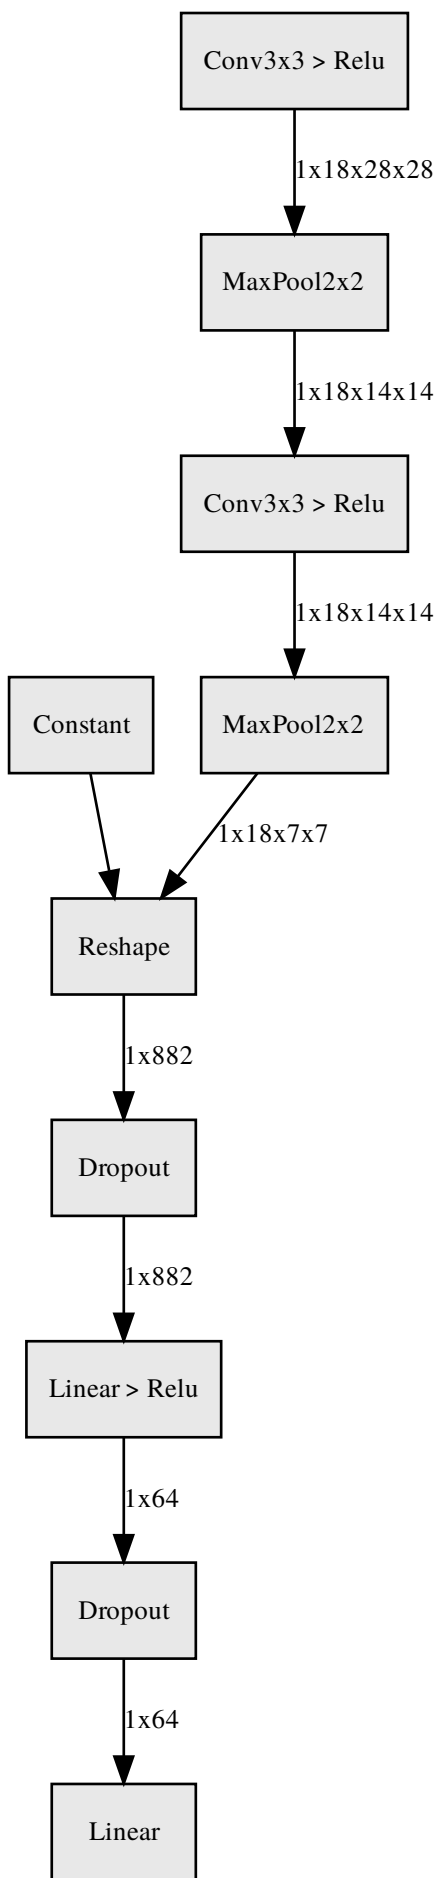 Conv3x3 > Relu
1x18x28x28
MaxPool2x2
1x18x14x14
Conv3x3 > Relu
1x18x14x14
Constant
MaxPool2x2
1x18x7x7
Reshape
1x882
Dropout
1x882
Linear > Relu
1x64
Dropout
1x64
Linear